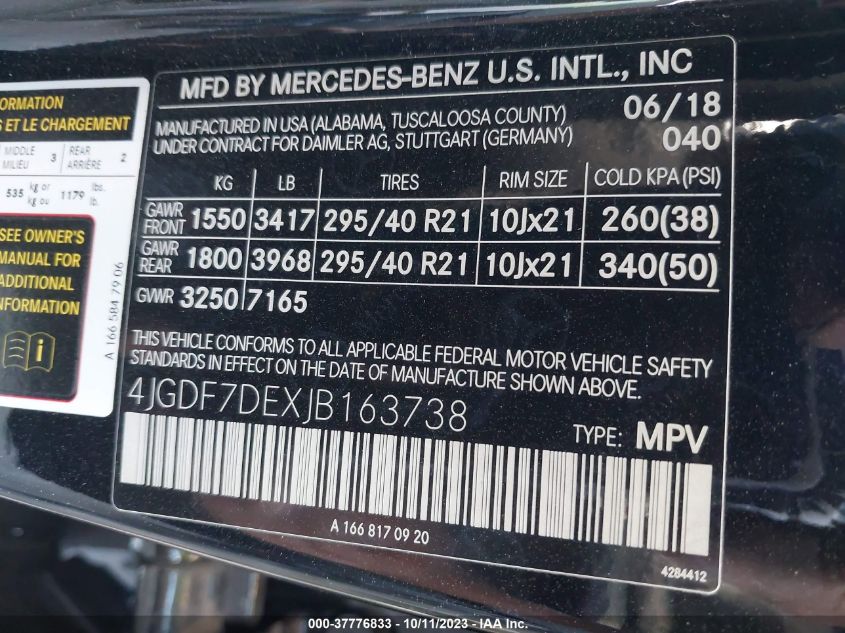 ORMATION
S ET LE CHARGEMENT
MIDDLE MILIEU 3 REAR ARRIÈRE 2
535 kg or kg ou 1179 lbs. lb.
SEE OWNER'S
MANUAL FOR
ADDITIONAL
INFORMATION
A 166 584 79 06
MFD BY MERCEDES-BENZ U.S. INTL., INC
MANUFACTURED IN USA (ALABAMA, TUSCALOOSA COUNTY) 06/18
UNDER CONTRACT FOR DAIMLER AG, STUTTGART (GERMANY) 040
KG LB TIRES RIM SIZE COLD KPA (PSI)
GAWR FRONT 1550 3417 295/40 R21 10Jx21 260(38)
GAWR REAR 1800 3968 295/40 R21 10Jx21 340(50)
GVWR 3250 7165
THIS VEHICLE CONFORMS TO ALL APPLICABLE FEDERAL MOTOR VEHICLE SAFETY
STANDARDS IN EFFECT ON THE DATE OF MANUFACTURE SHOWN ABOVE.
4JGDF7DEXJB163738
TYPE: MPV
A 166 817 09 20
4284412
000-37776833 - 10/11/2023 - IAA Inc.